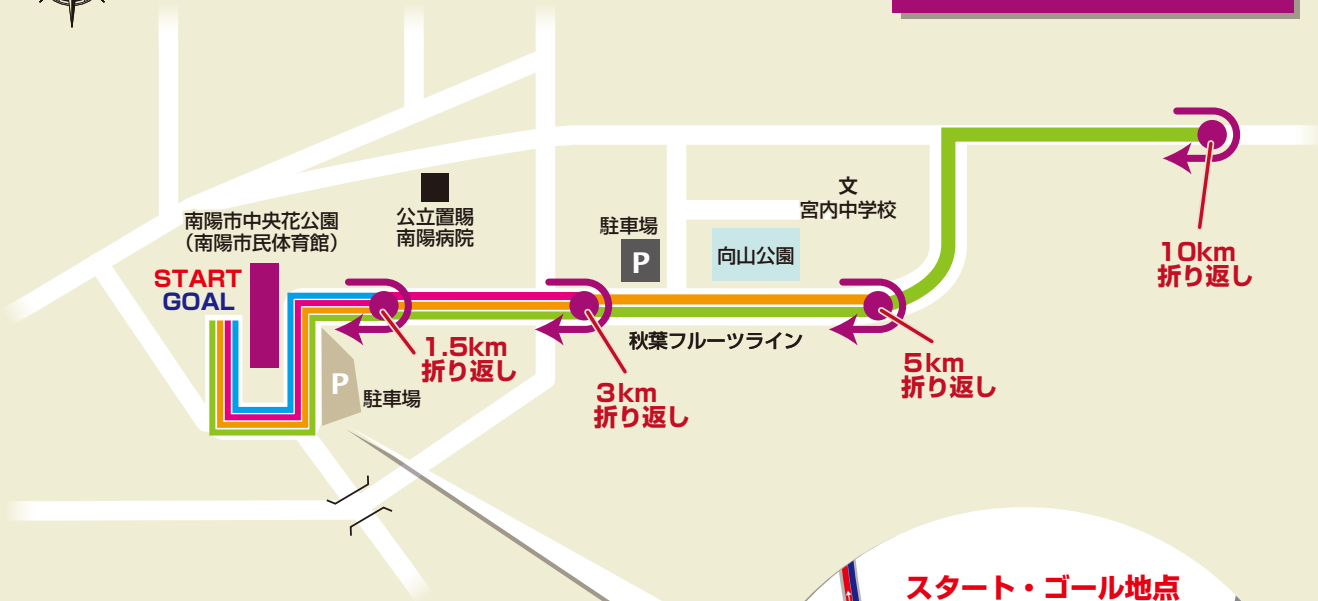 南陽市中央花公園
（南陽市民体育館）
START
GOAL
公立置賜
南陽病院
駐車場
P
向山公園
文
宮内中学校
10km
折り返し
秋葉フルーツライン
1.5km
折り返し
3km
折り返し
5km
折り返し
P
駐車場
スタート・ゴール地点